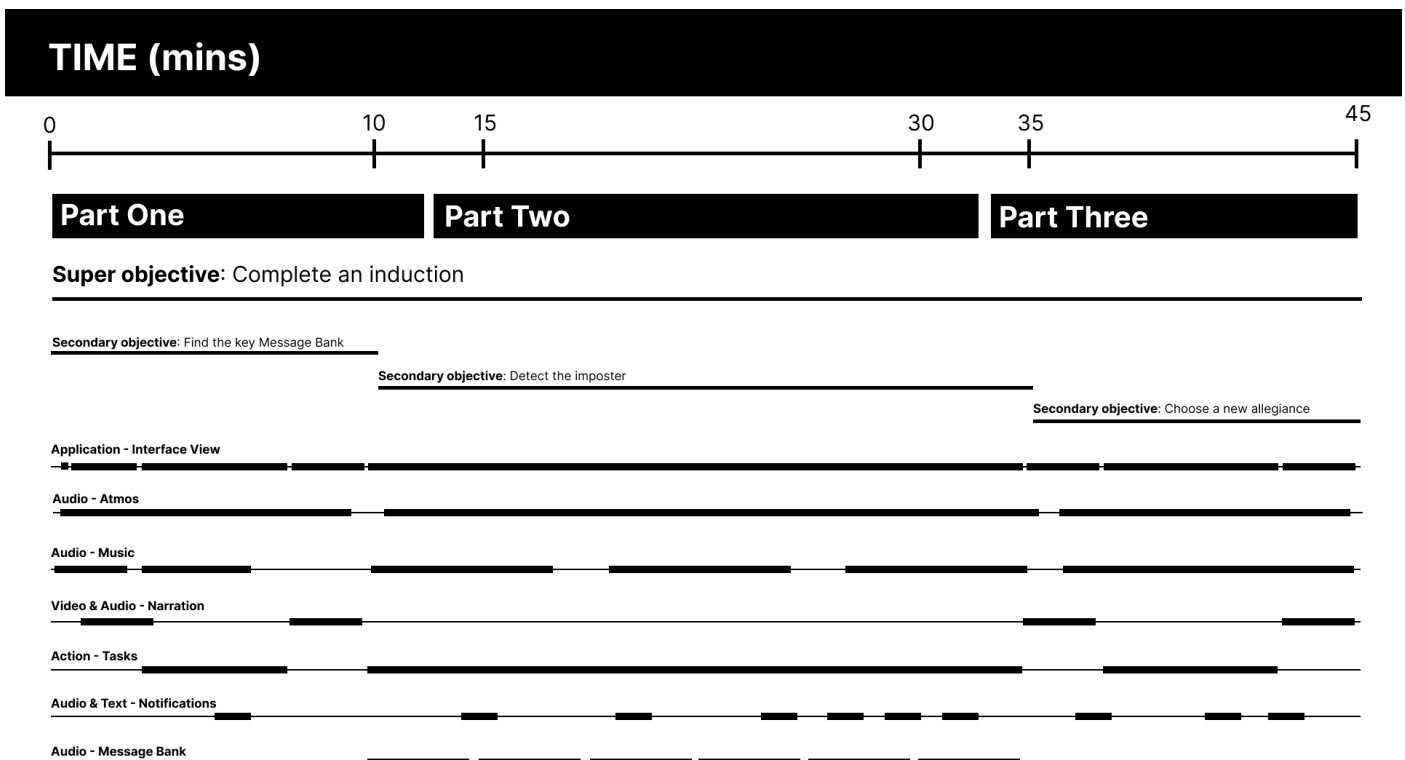 TIME (mins)
0 10 15 30 35 45
Part One Part Two Part Three
Super objective: Complete an induction
Secondary objective: Find the key Message Bank
Secondary objective: Detect the imposter
Secondary objective: Choose a new allegiance
Application - Interface View
Audio - Atmos
Audio - Music
Video & Audio - Narration
Action - Tasks
Audio & Text - Notifications
Audio - Message Bank